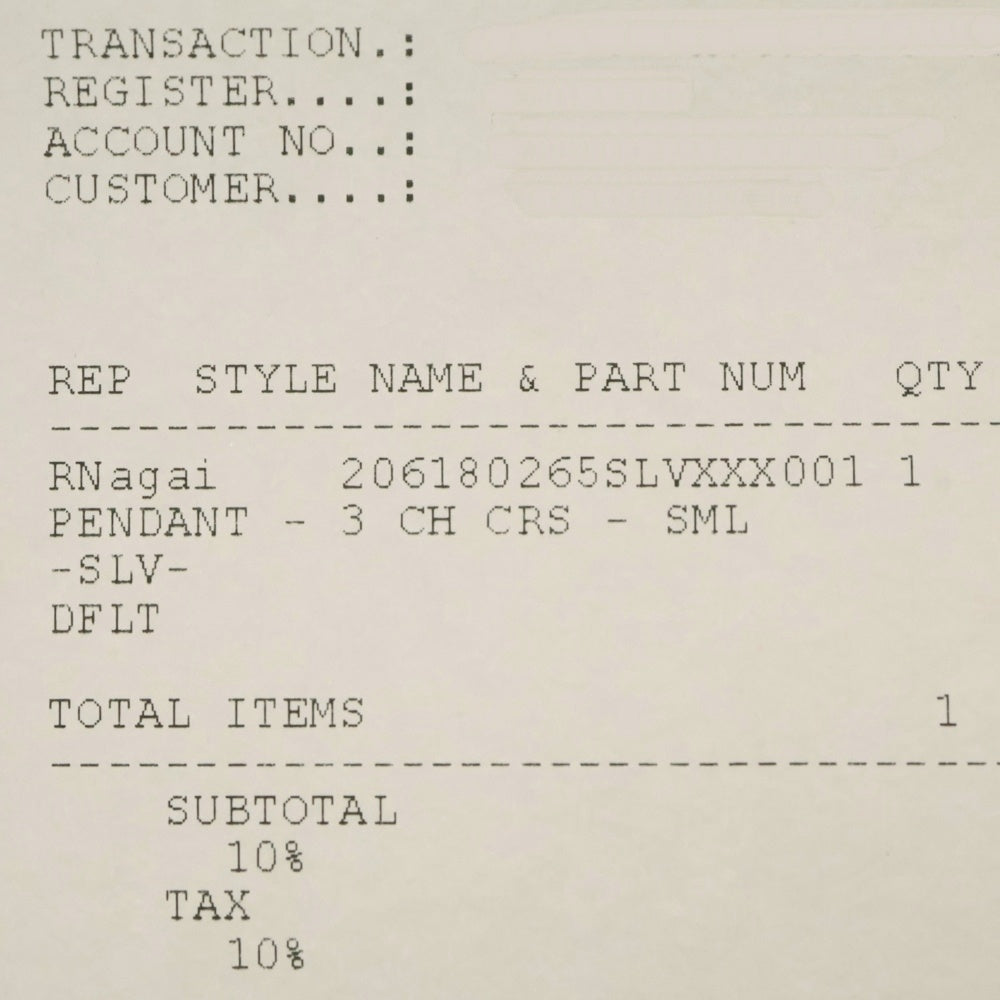 TRANSACTION.:
REGISTER....:
ACCOUNT NO..:
CUSTOMER....:
REP STYLE NAME & PART NUM QTY
----------------------------------
RNagai 206180265SLVXXX001 1
PENDANT - 3 CH CRS - SML
-SLV-
DFLT
TOTAL ITEMS 1
----------------------------------
SUBTOTAL
10%
TAX
10%